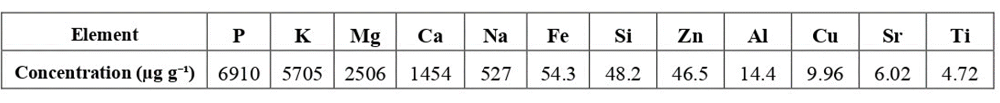 Element P K Mg Ca Na Fe Si Zn Al Cu Sr Ti
Concentration (µg g⁻¹) 6910 5705 2506 1454 527 54.3 48.2 46.5 14.4 9.96 6.02 4.72